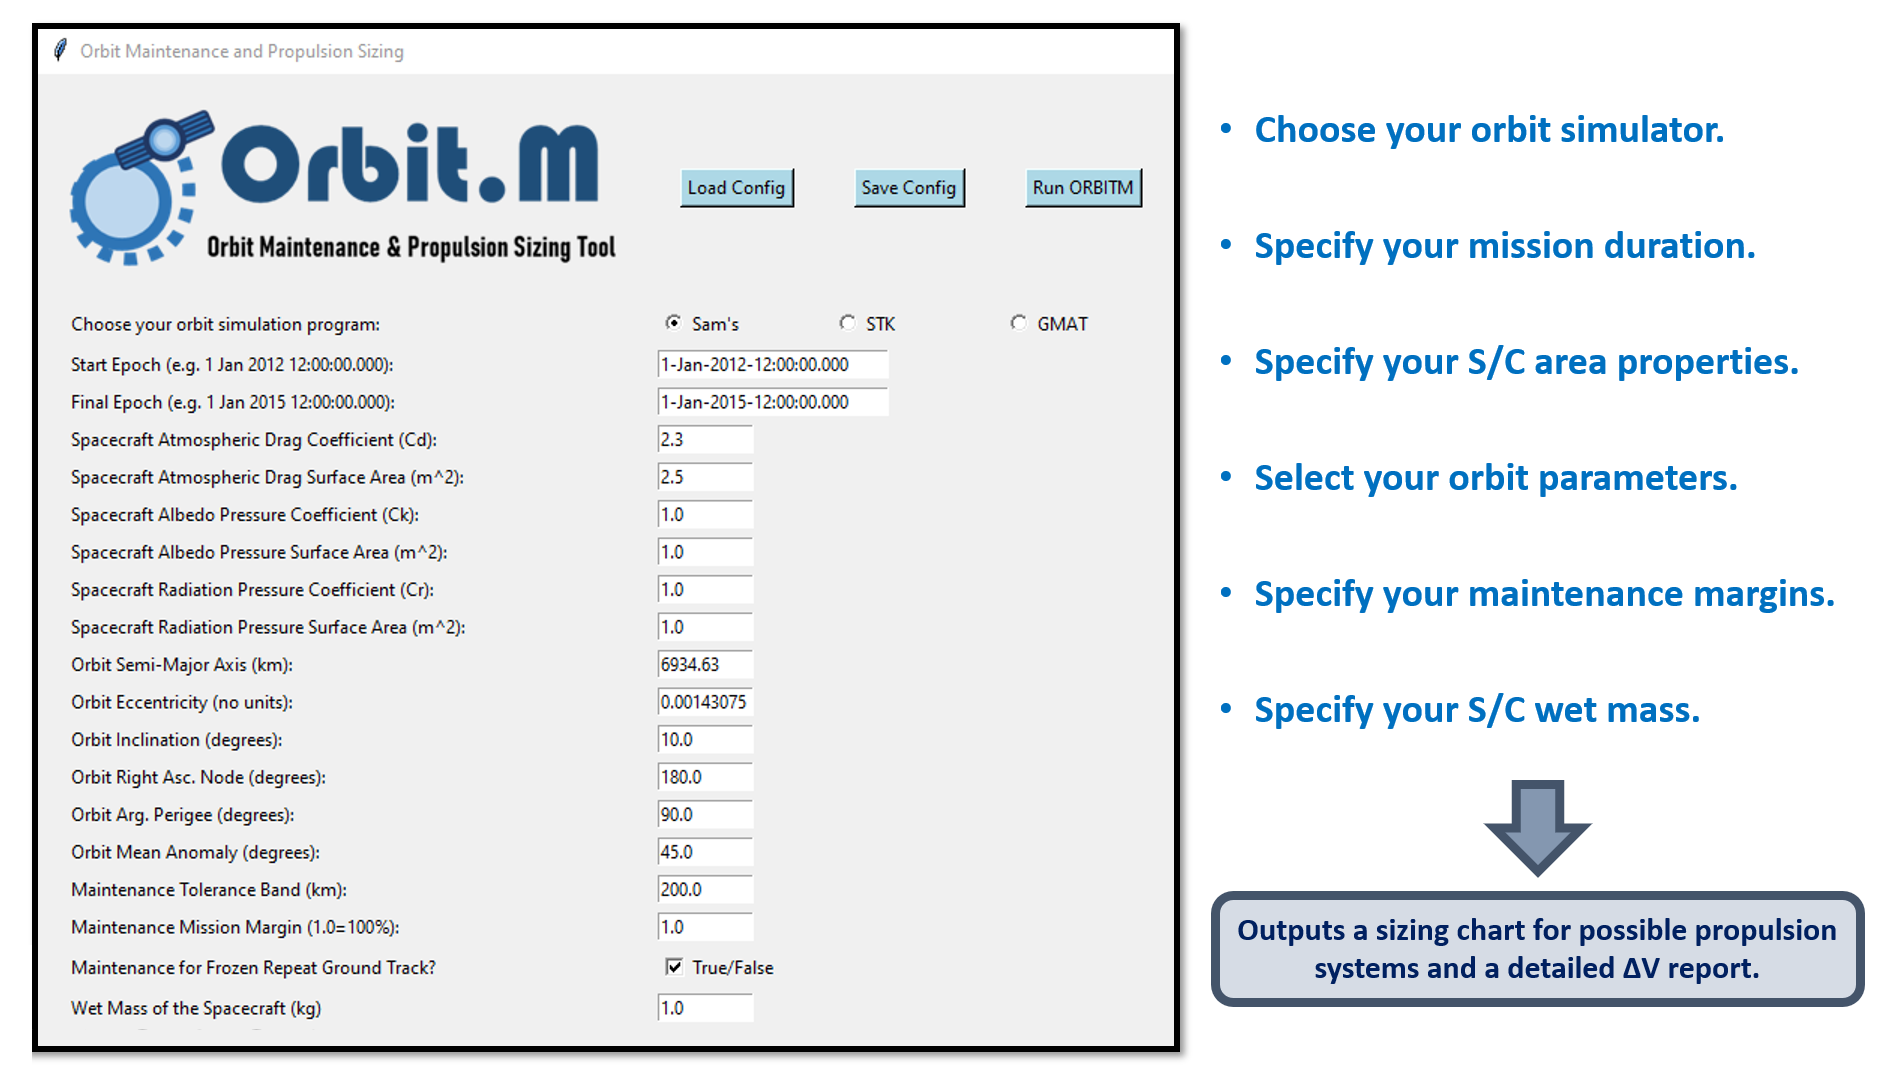 Orbit Maintenance and Propulsion Sizing
Orbit.M
Orbit Maintenance & Propulsion Sizing Tool
Load Config
Save Config
Run ORBITM
Choose your orbit simulation program:
Sam's
STK
GMAT
Start Epoch (e.g. 1 Jan 2012 12:00:00.000):
1-Jan-2012-12:00:00.000
Final Epoch (e.g. 1 Jan 2015 12:00:00.000):
1-Jan-2015-12:00:00.000
Spacecraft Atmospheric Drag Coefficient (Cd):
2.3
Spacecraft Atmospheric Drag Surface Area (m^2):
2.5
Spacecraft Albedo Pressure Coefficient (Ck):
1.0
Spacecraft Albedo Pressure Surface Area (m^2):
1.0
Spacecraft Radiation Pressure Coefficient (Cr):
1.0
Spacecraft Radiation Pressure Surface Area (m^2):
1.0
Orbit Semi-Major Axis (km):
6934.63
Orbit Eccentricity (no units):
0.00143075
Orbit Inclination (degrees):
10.0
Orbit Right Asc. Node (degrees):
180.0
Orbit Arg. Perigee (degrees):
90.0
Orbit Mean Anomaly (degrees):
45.0
Maintenance Tolerance Band (km):
200.0
Maintenance Mission Margin (1.0=100%):
1.0
Maintenance for Frozen Repeat Ground Track?
True/False
Wet Mass of the Spacecraft (kg)
1.0
• Choose your orbit simulator.
• Specify your mission duration.
• Specify your S/C area properties.
• Select your orbit parameters.
• Specify your maintenance margins.
• Specify your S/C wet mass.
Outputs a sizing chart for possible propulsion
systems and a detailed ΔV report.